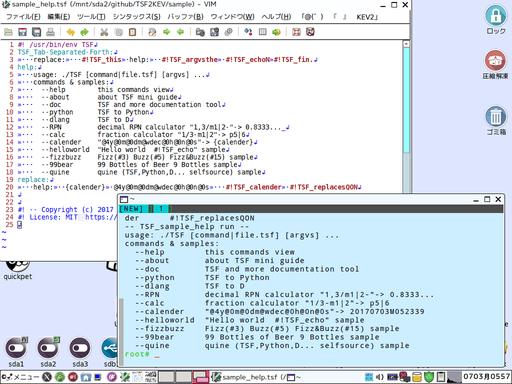 sample_help.tsf (/mnt/sda2/github/TSF2KEV/sample) - VIM
ファイル(F) 編集(E) ツール(T) シンタックス(S) バッファ(B) ウィンドウ(W) ヘルプ(H) 『@(´ ) 『 』 KEV2』
1 #! /usr/bin/env TSF
2 TSF_Tab-Separated-Forth:
3 replace: #!TSF_this help: #!TSF_argvsthe #!TSF_echoN #!TSF_fin.
4 help:
5 usage: ./TSF [command|file.tsf] [argvs] ...
6 commands & samples:
7 --help this commands view
8 --about about TSF mini guide
9 --doc TSF and more documentation tool
10 --python TSF to Python
11 --dlang TSF to D
12 --RPN decimal RPN calculator "1,3/m1|2-"-> 0.8333...
13 --calc fraction calculator "1/3-m1|2"-> p5|6
14 --calender "@4y@0m@0dm@wdec@0h@0n@0s"-> {calender}
15 --helloworld "Hello world #!TSF_echo" sample
16 --fizzbuzz Fizz(#3) Buzz(#5) Fizz&Buzz(#15) sample
17 --99bear 99 Bottles of Beer 9 Bottles sample
18 --quine quine (TSF,Python,D... selfsource) sample
19 replace:
20 help: {calender} @4y@0m@0dm@wdec@0h@0n@0s #!TSF_calender #!TSF_replacesQON
21
22
23 #! -- Copyright (c) 2017
24 #! License: MIT https:
25
~
~
~
[NEW] 1
der #!TSF_replacesQON
-- TSF_sample_help run --
usage: ./TSF [command|file.tsf] [argvs] ...
commands & samples:
--help this commands view
--about about TSF mini guide
--doc TSF and more documentation tool
--python TSF to Python
--dlang TSF to D
--RPN decimal RPN calculator "1,3/m1|2-"-> 0.8333...
--calc fraction calculator "1/3-m1|2"-> p5|6
--calender "@4y@0m@0dm@wdec@0h@0n@0s"-> 20170703M052339
--helloworld "Hello world #!TSF_echo" sample
--fizzbuzz Fizz(#3) Buzz(#5) Fizz&Buzz(#15) sample
--99bear 99 Bottles of Beer 9 Bottles sample
--quine quine (TSF,Python,D... selfsource) sample
root# _
ロック
圧縮解凍
ゴミ箱
quickpet
sda1 sda2 sda3
メニュー
sample_help.tsf (/
~
0703月0557